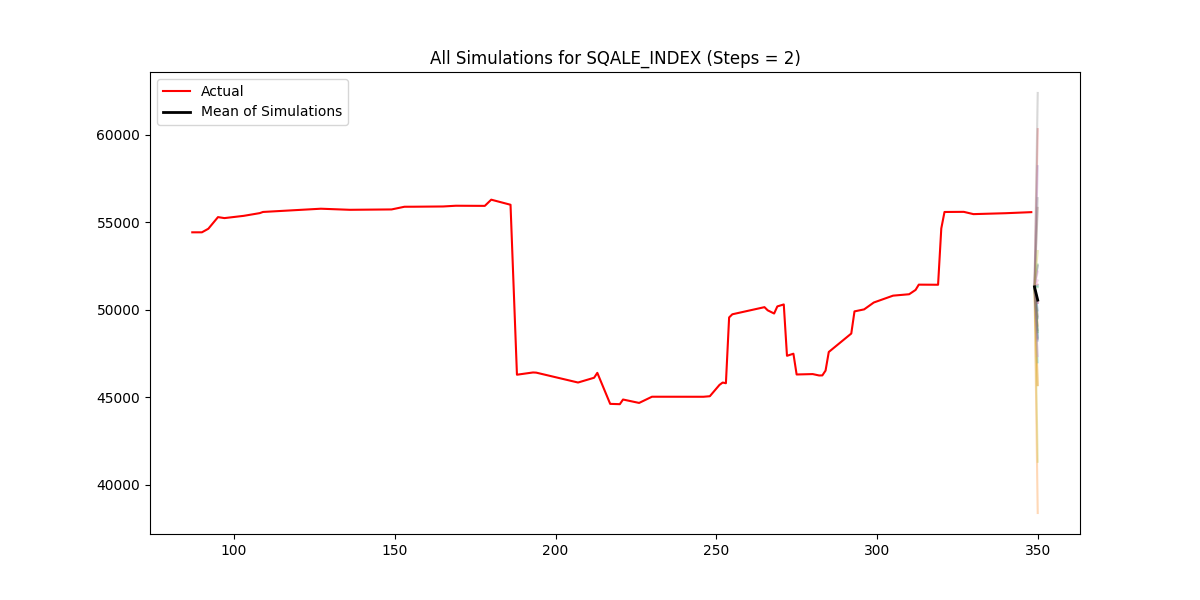 All Simulations for SQALE_INDEX (Steps = 2)
Actual
Mean of Simulations
60000
55000
50000
45000
40000
100 150 200 250 300 350